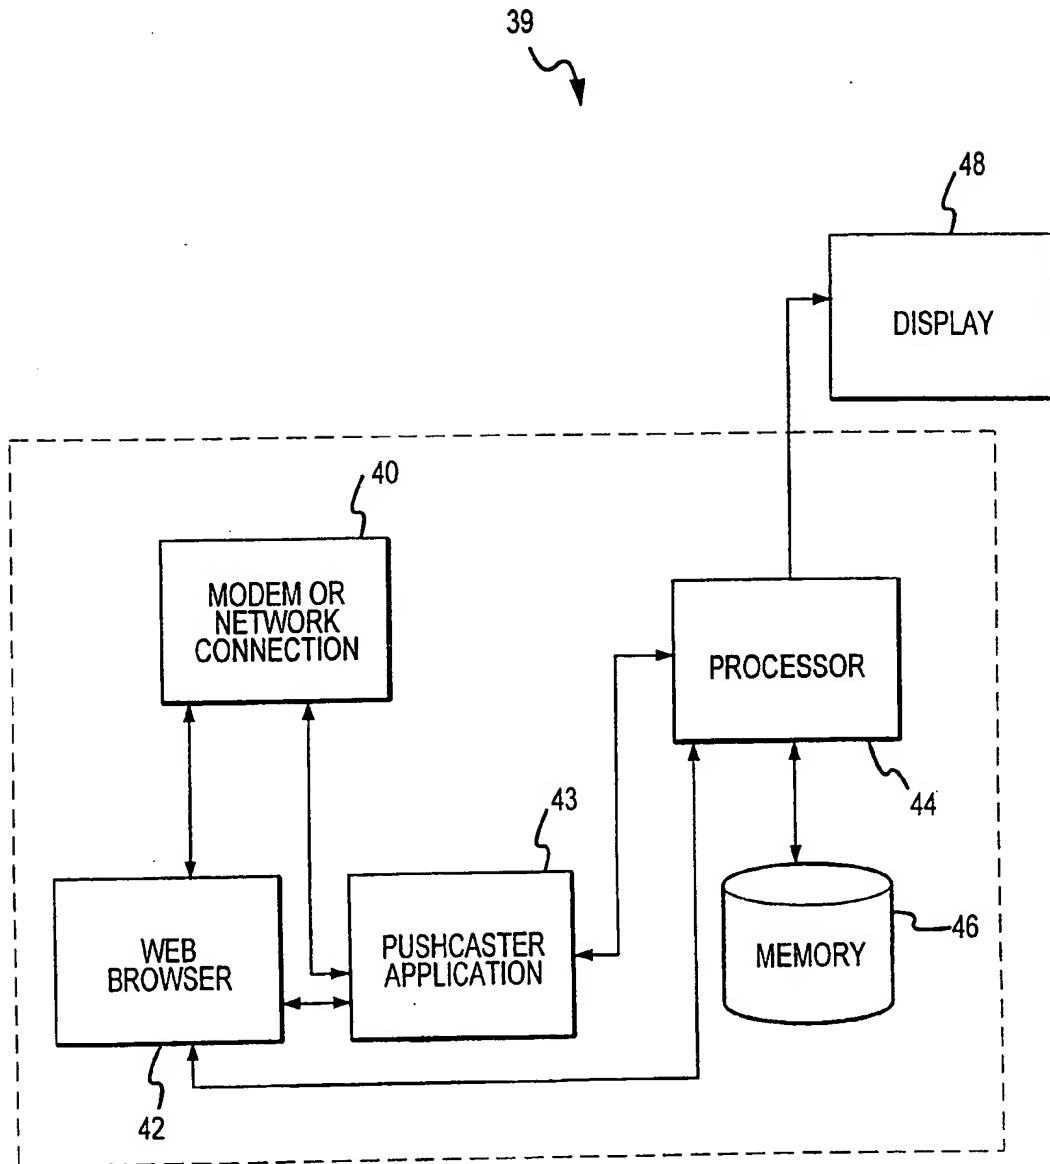 39
48
DISPLAY
40
MODEM OR
NETWORK
CONNECTION
PROCESSOR
44
43
WEB
BROWSER
42
PUSHCASTER
APPLICATION
MEMORY
46